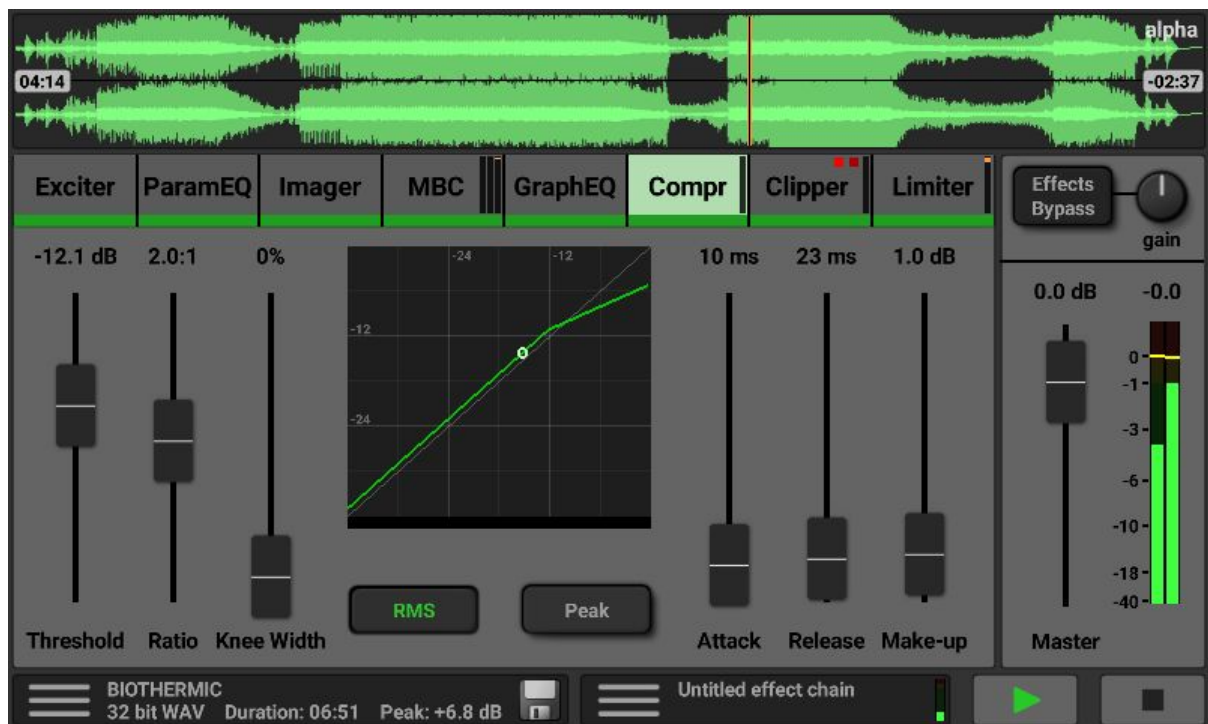 alpha
04:14 -02:37
Exciter ParamEQ Imager MBC GraphEQ Compr Clipper Limiter
Effects
Bypass
gain
-12.1 dB 2.0:1 0% 10 ms 23 ms 1.0 dB
-24 -12
-12
-24
0.0 dB -0.0
0
-1
-3
-6
-10
-18
-40
RMS Peak
Threshold Ratio Knee Width Attack Release Make-up Master
BIOTHERMIC
32 bit WAV Duration: 06:51 Peak: +6.8 dB
Untitled effect chain